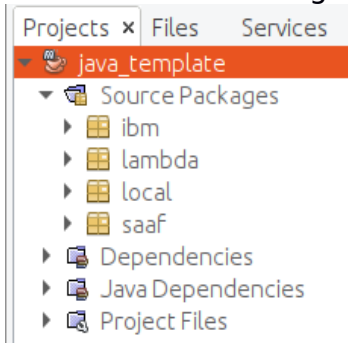 Projects × Files Services
java_template
Source Packages
ibm
lambda
local
saaf
Dependencies
Java Dependencies
Project Files